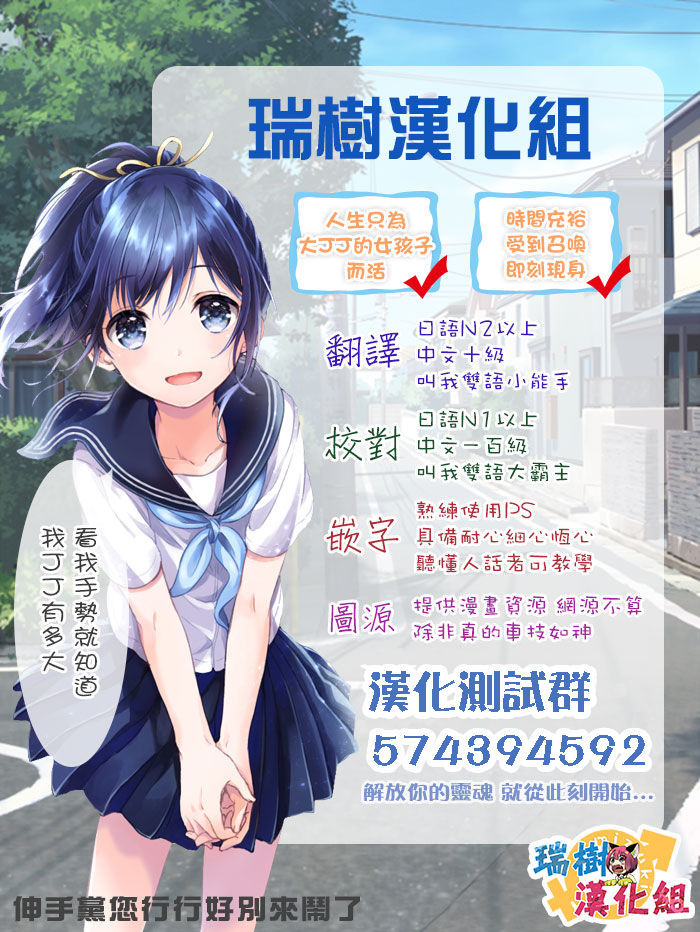 瑞樹漢化組
人生只為
大丁丁的女孩子
而活
時間充裕
受到召喚
即刻現身
翻譯
日語N2以上
中文十級
叫我雙語小能手
校對
日語N1以上
中文一百級
叫我雙語大霸主
嵌字
熟練使用PS
具備耐心細心恆心
聽懂人話者可教學
圖源
提供漫畫資源 網源不算
除非真的車技如神
看我手勢就知道
我丁丁有多大
漢化測試群
574394592
解放你的靈魂 就從此刻開始...
瑞樹
漢化組
伸手黨您行行好別來鬧了